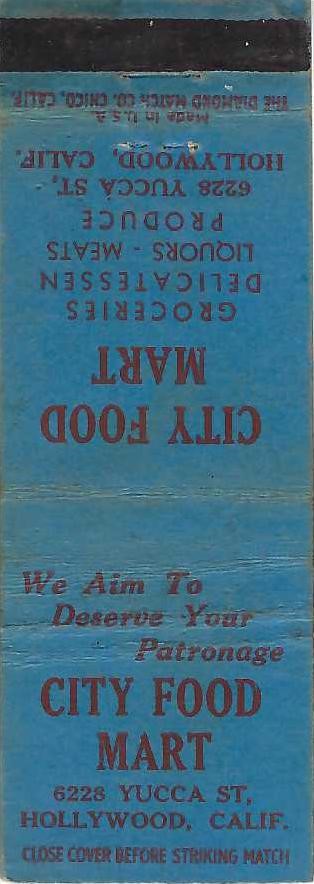 We Aim To
Deserve Your
Patronage
CITY FOOD
MART
6228 YUCCA ST,
HOLLYWOOD, CALIF.
CLOSE COVER BEFORE STRIKING MATCH
CITY FOOD
MART
GROCERIES
DELICATESSEN
LIQUORS - MEATS
PRODUCE
6228 YUCCA ST,
HOLLYWOOD, CALIF.
Made in U.S.A.
THE DIAMOND MATCH CO. CHICO, CALIF.